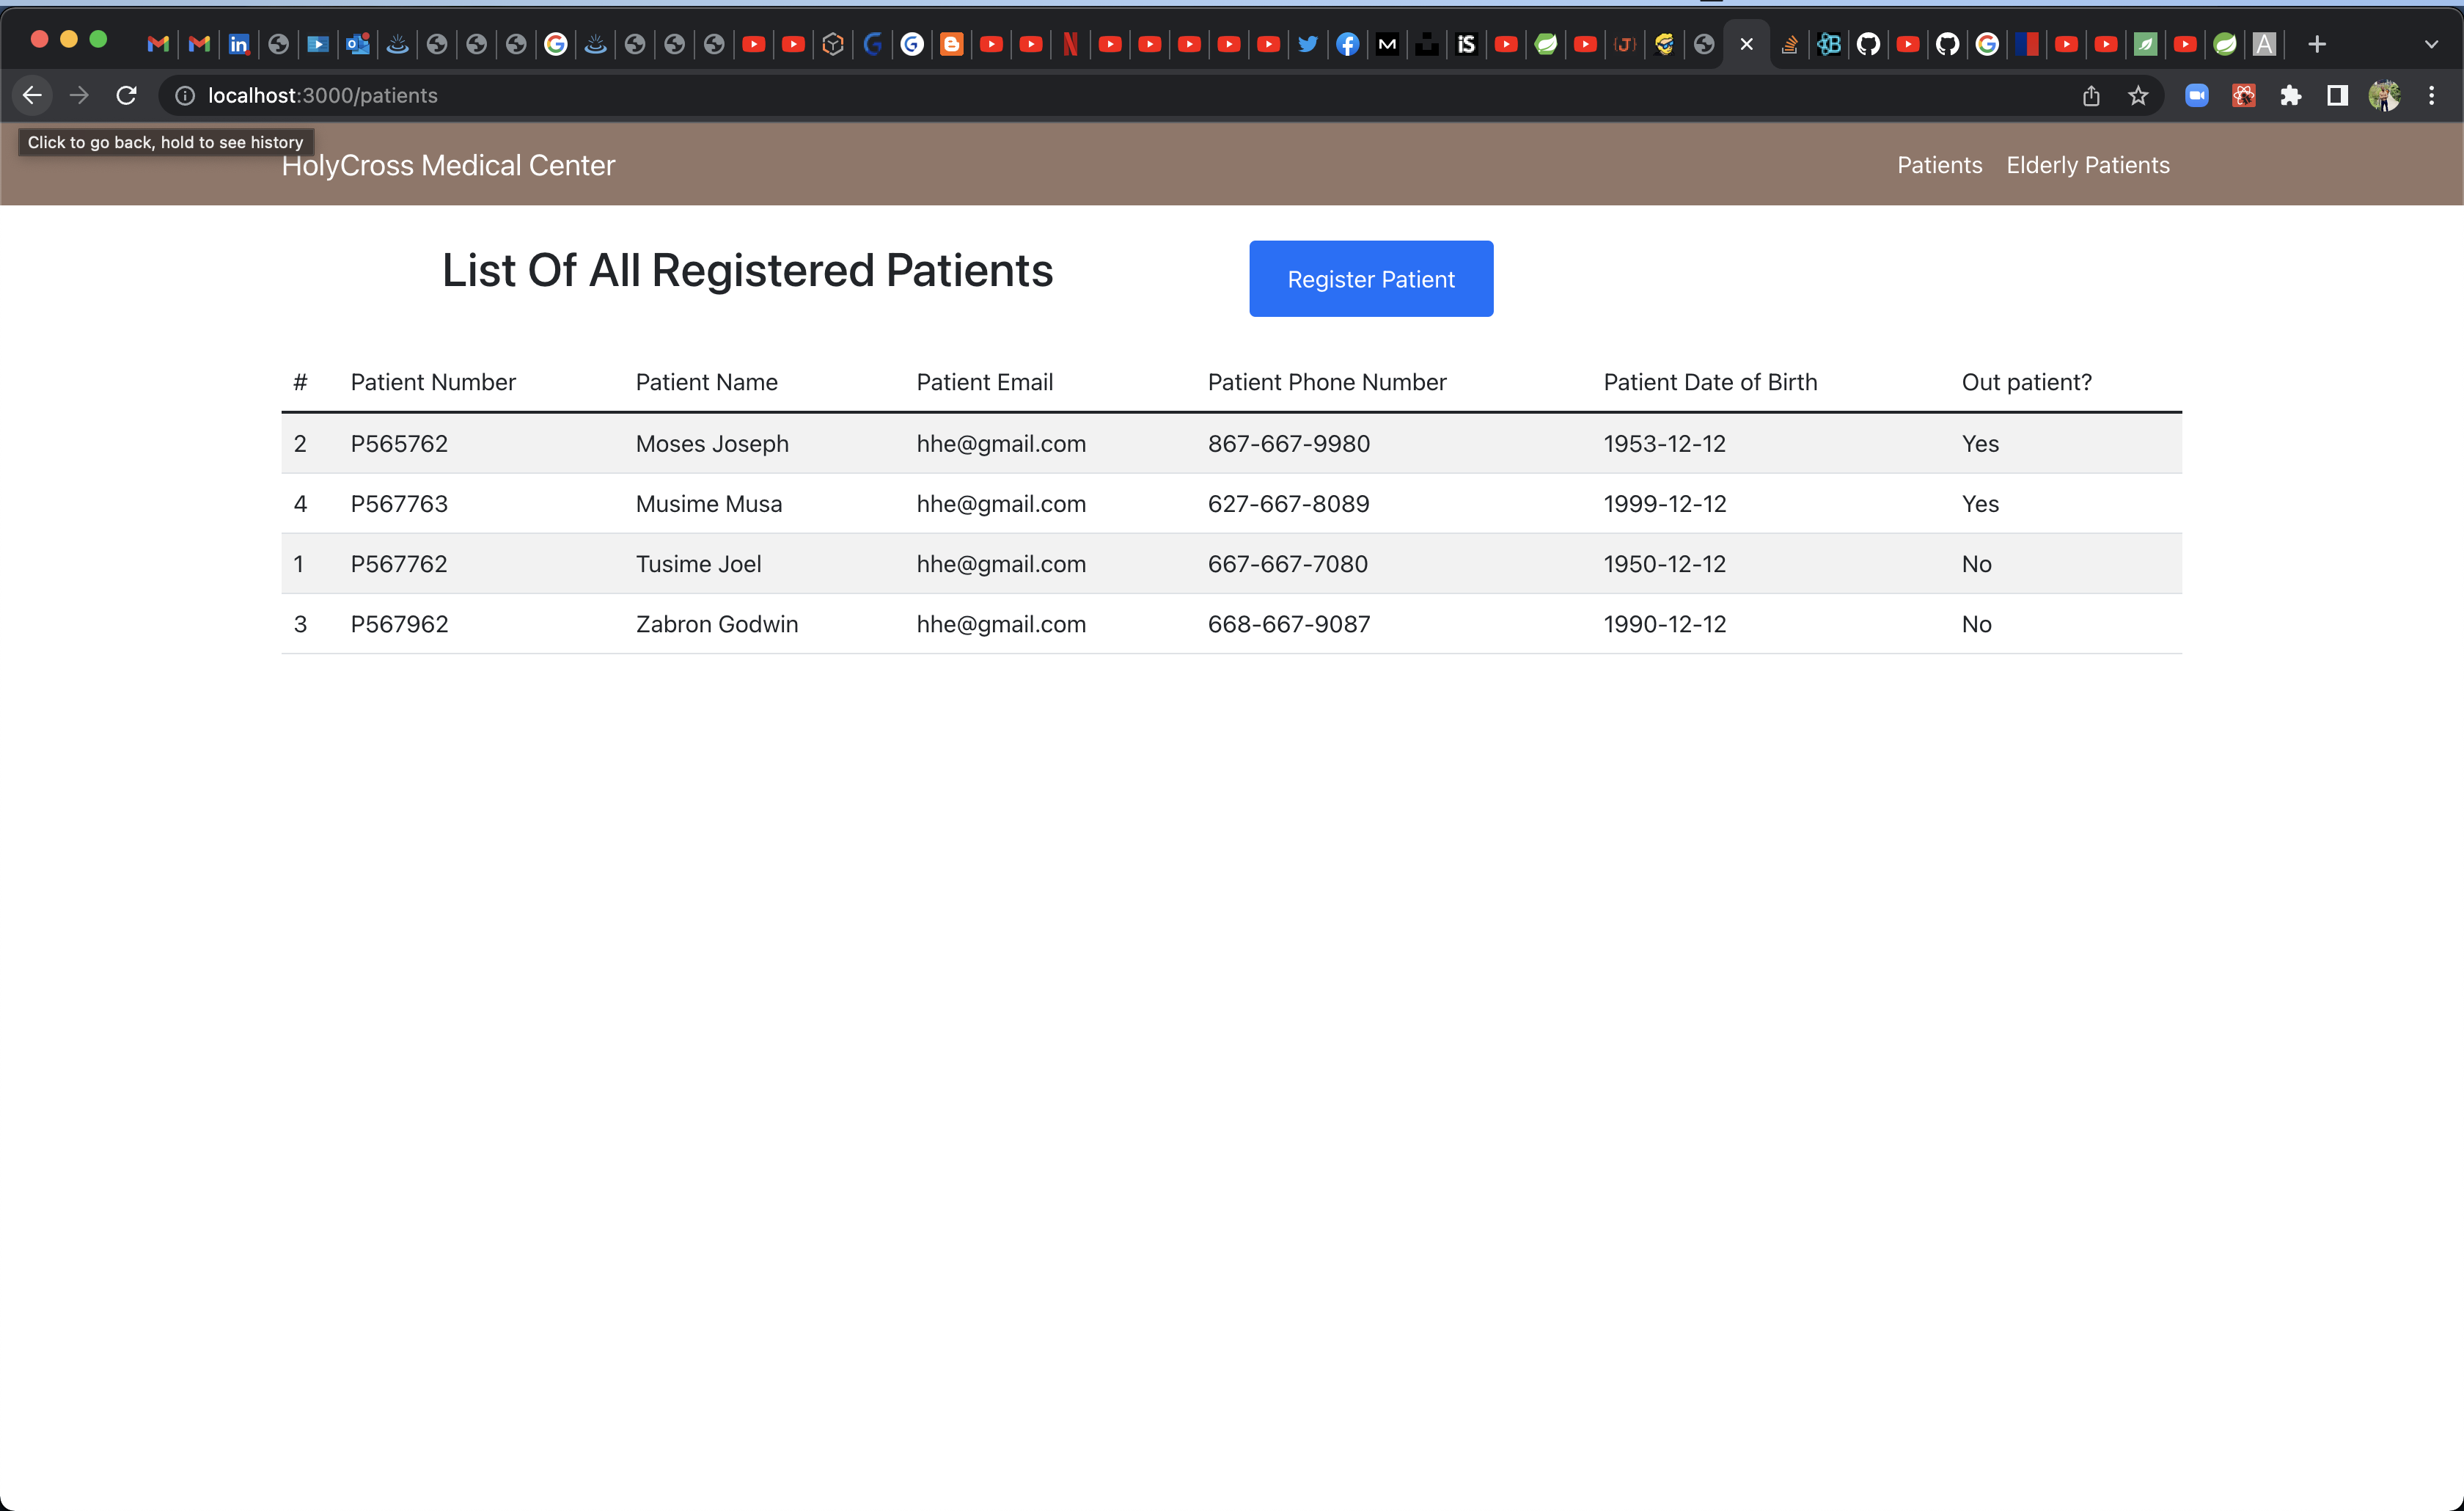 localhost:3000/patients
Click to go back, hold to see history
HolyCross Medical Center Patients Elderly Patients
List Of All Registered Patients Register Patient
# Patient Number Patient Name Patient Email Patient Phone Number Patient Date of Birth Out patient?
2 P565762 Moses Joseph hhe@gmail.com 867-667-9980 1953-12-12 Yes
4 P567763 Musime Musa hhe@gmail.com 627-667-8089 1999-12-12 Yes
1 P567762 Tusime Joel hhe@gmail.com 667-667-7080 1950-12-12 No
3 P567962 Zabron Godwin hhe@gmail.com 668-667-9087 1990-12-12 No